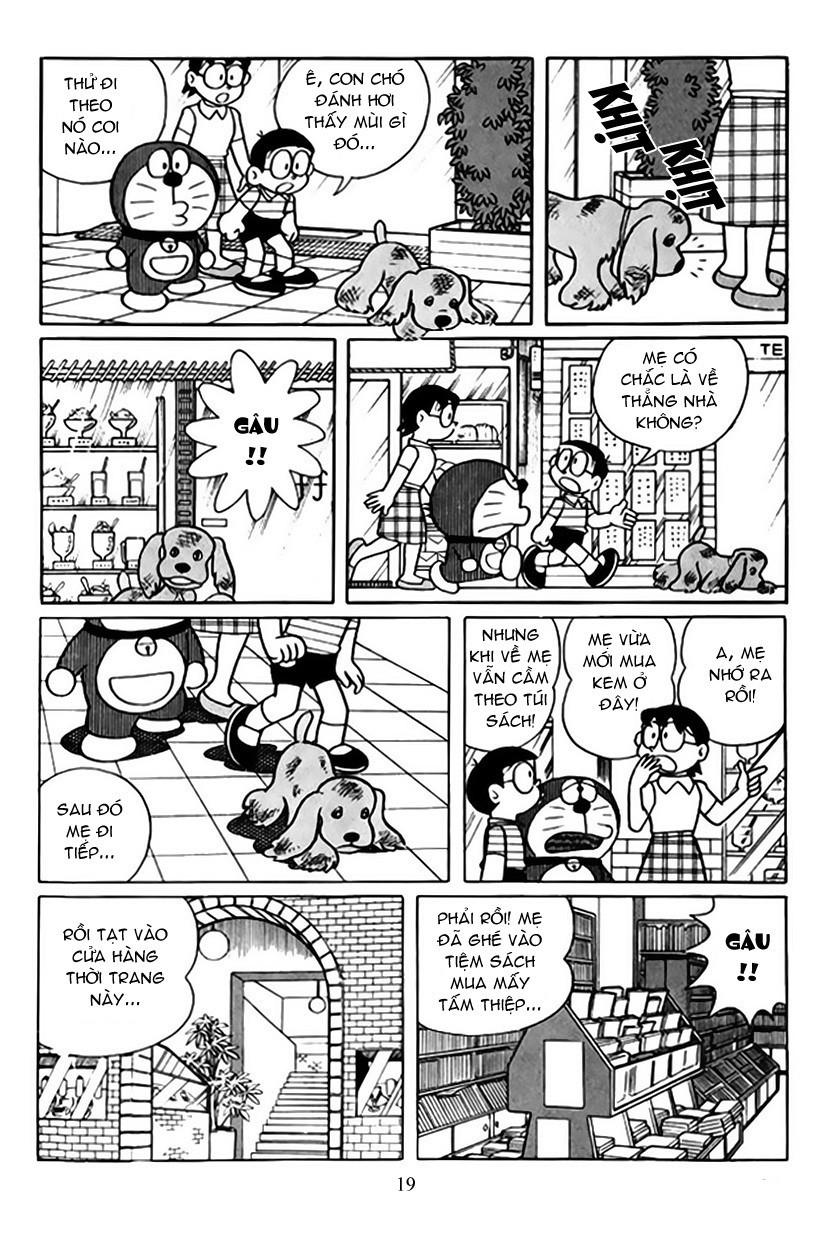 KHỊT
KHỊT
Ê, CON CHÓ
ĐÁNH HƠI
THẤY MÙI GÌ
ĐÓ...
THỬ ĐI
THEO
NÓ COI
NÀO...
TE
MẸ CÓ
CHẮC LÀ VỀ
THẲNG NHÀ
KHÔNG?
GÂU
!!
A, MẸ
NHỚ RA
RỒI!
MẸ VỪA
MỚI MUA
KEM Ở
ĐÂY!
NHƯNG
KHI VỀ MẸ
VẪN CẦM
THEO TÚI
SÁCH!
SAU ĐÓ
MẸ ĐI
TIẾP...
GÂU
!!
PHẢI RỒI! MẸ
ĐÃ GHÉ VÀO
TIỆM SÁCH
MUA MẤY
TẤM THIỆP...
RỒI TẠT VÀO
CỬA HÀNG
THỜI TRANG
NÀY...
19